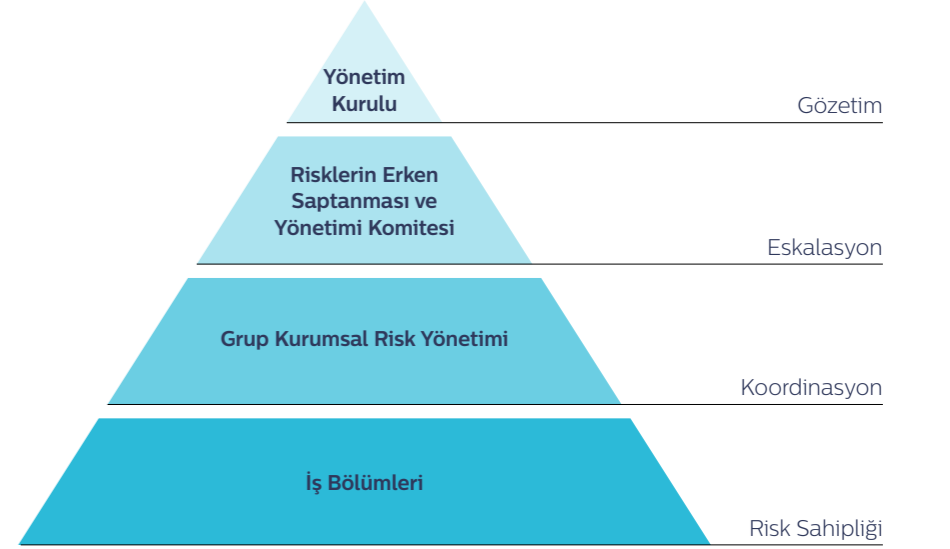 Yönetim
Kurulu
Gözetim
Risklerin Erken
Saptanması ve
Yönetimi Komitesi
Eskalasyon
Grup Kurumsal Risk Yönetimi
Koordinasyon
İş Bölümleri
Risk Sahipliği